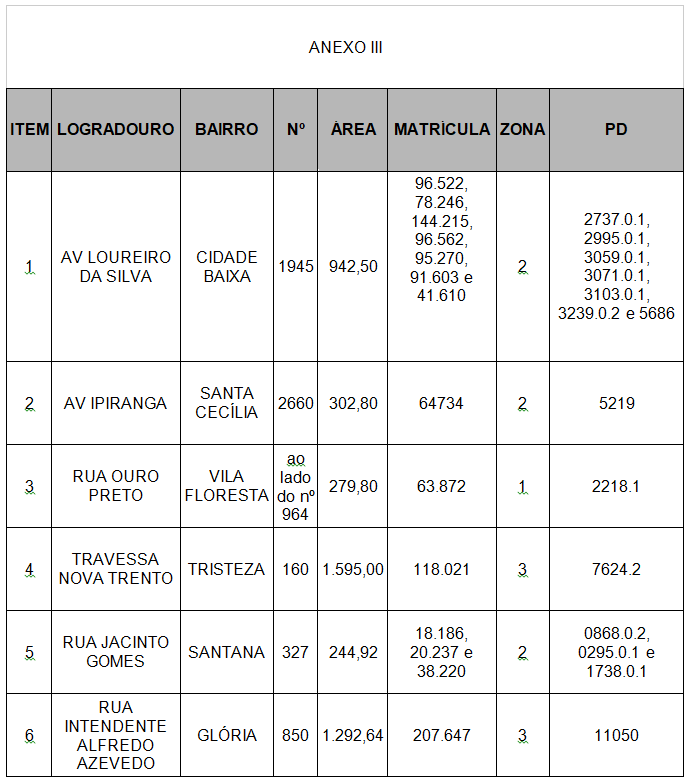 ANEXO III
ITEM LOGRADOURO BAIRRO Nº ÁREA MATRÍCULA ZONA PD
1 AV LOUREIRO DA SILVA CIDADE BAIXA 1945 942,50 96.522, 78.246, 144.215, 96.562, 95.270, 91.603 e 41.610 2 2737.0.1, 2995.0.1, 3059.0.1, 3071.0.1, 3103.0.1, 3239.0.2 e 5686
2 AV IPIRANGA SANTA CECÍLIA 2660 302,80 64734 2 5219
3 RUA OURO PRETO VILA FLORESTA ao lado do nº 964 279,80 63.872 1 2218.1
4 TRAVESSA NOVA TRENTO TRISTEZA 160 1.595,00 118.021 3 7624.2
5 RUA JACINTO GOMES SANTANA 327 244,92 18.186, 20.237 e 38.220 2 0868.0.2, 0295.0.1 e 1738.0.1
6 RUA INTENDENTE ALFREDO AZEVEDO GLÓRIA 850 1.292,64 207.647 3 11050